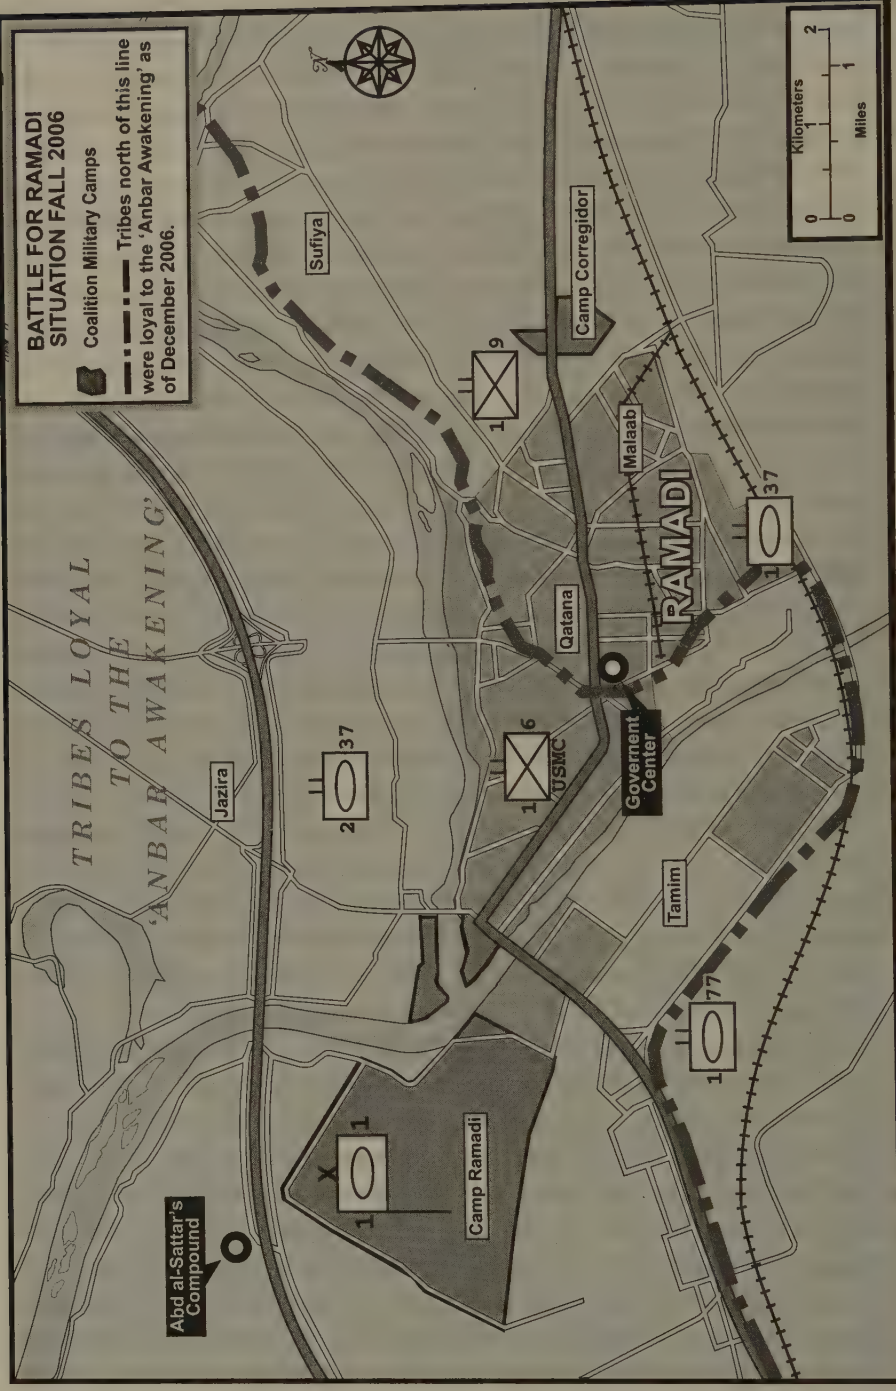 BATTLE FOR RAMADI
SITUATION FALL 2006
Coalition Military Camps
Tribes north of this line
were loyal to the 'Anbar Awakening' as
of December 2006.
N
TRIBES LOYAL
TO THE
'ANBAR AWAKENING'
Abd al-Sattar's
Compound
Jazira
Sufiya
X
1 1
Camp Ramadi
2 37
1 6
USMC
1 9
Camp Corregidor
Qatana
Malaab
RAMADI
Government
Center
Tamim
1 77
1 37
Kilometers
0 1 2
0 1
Miles